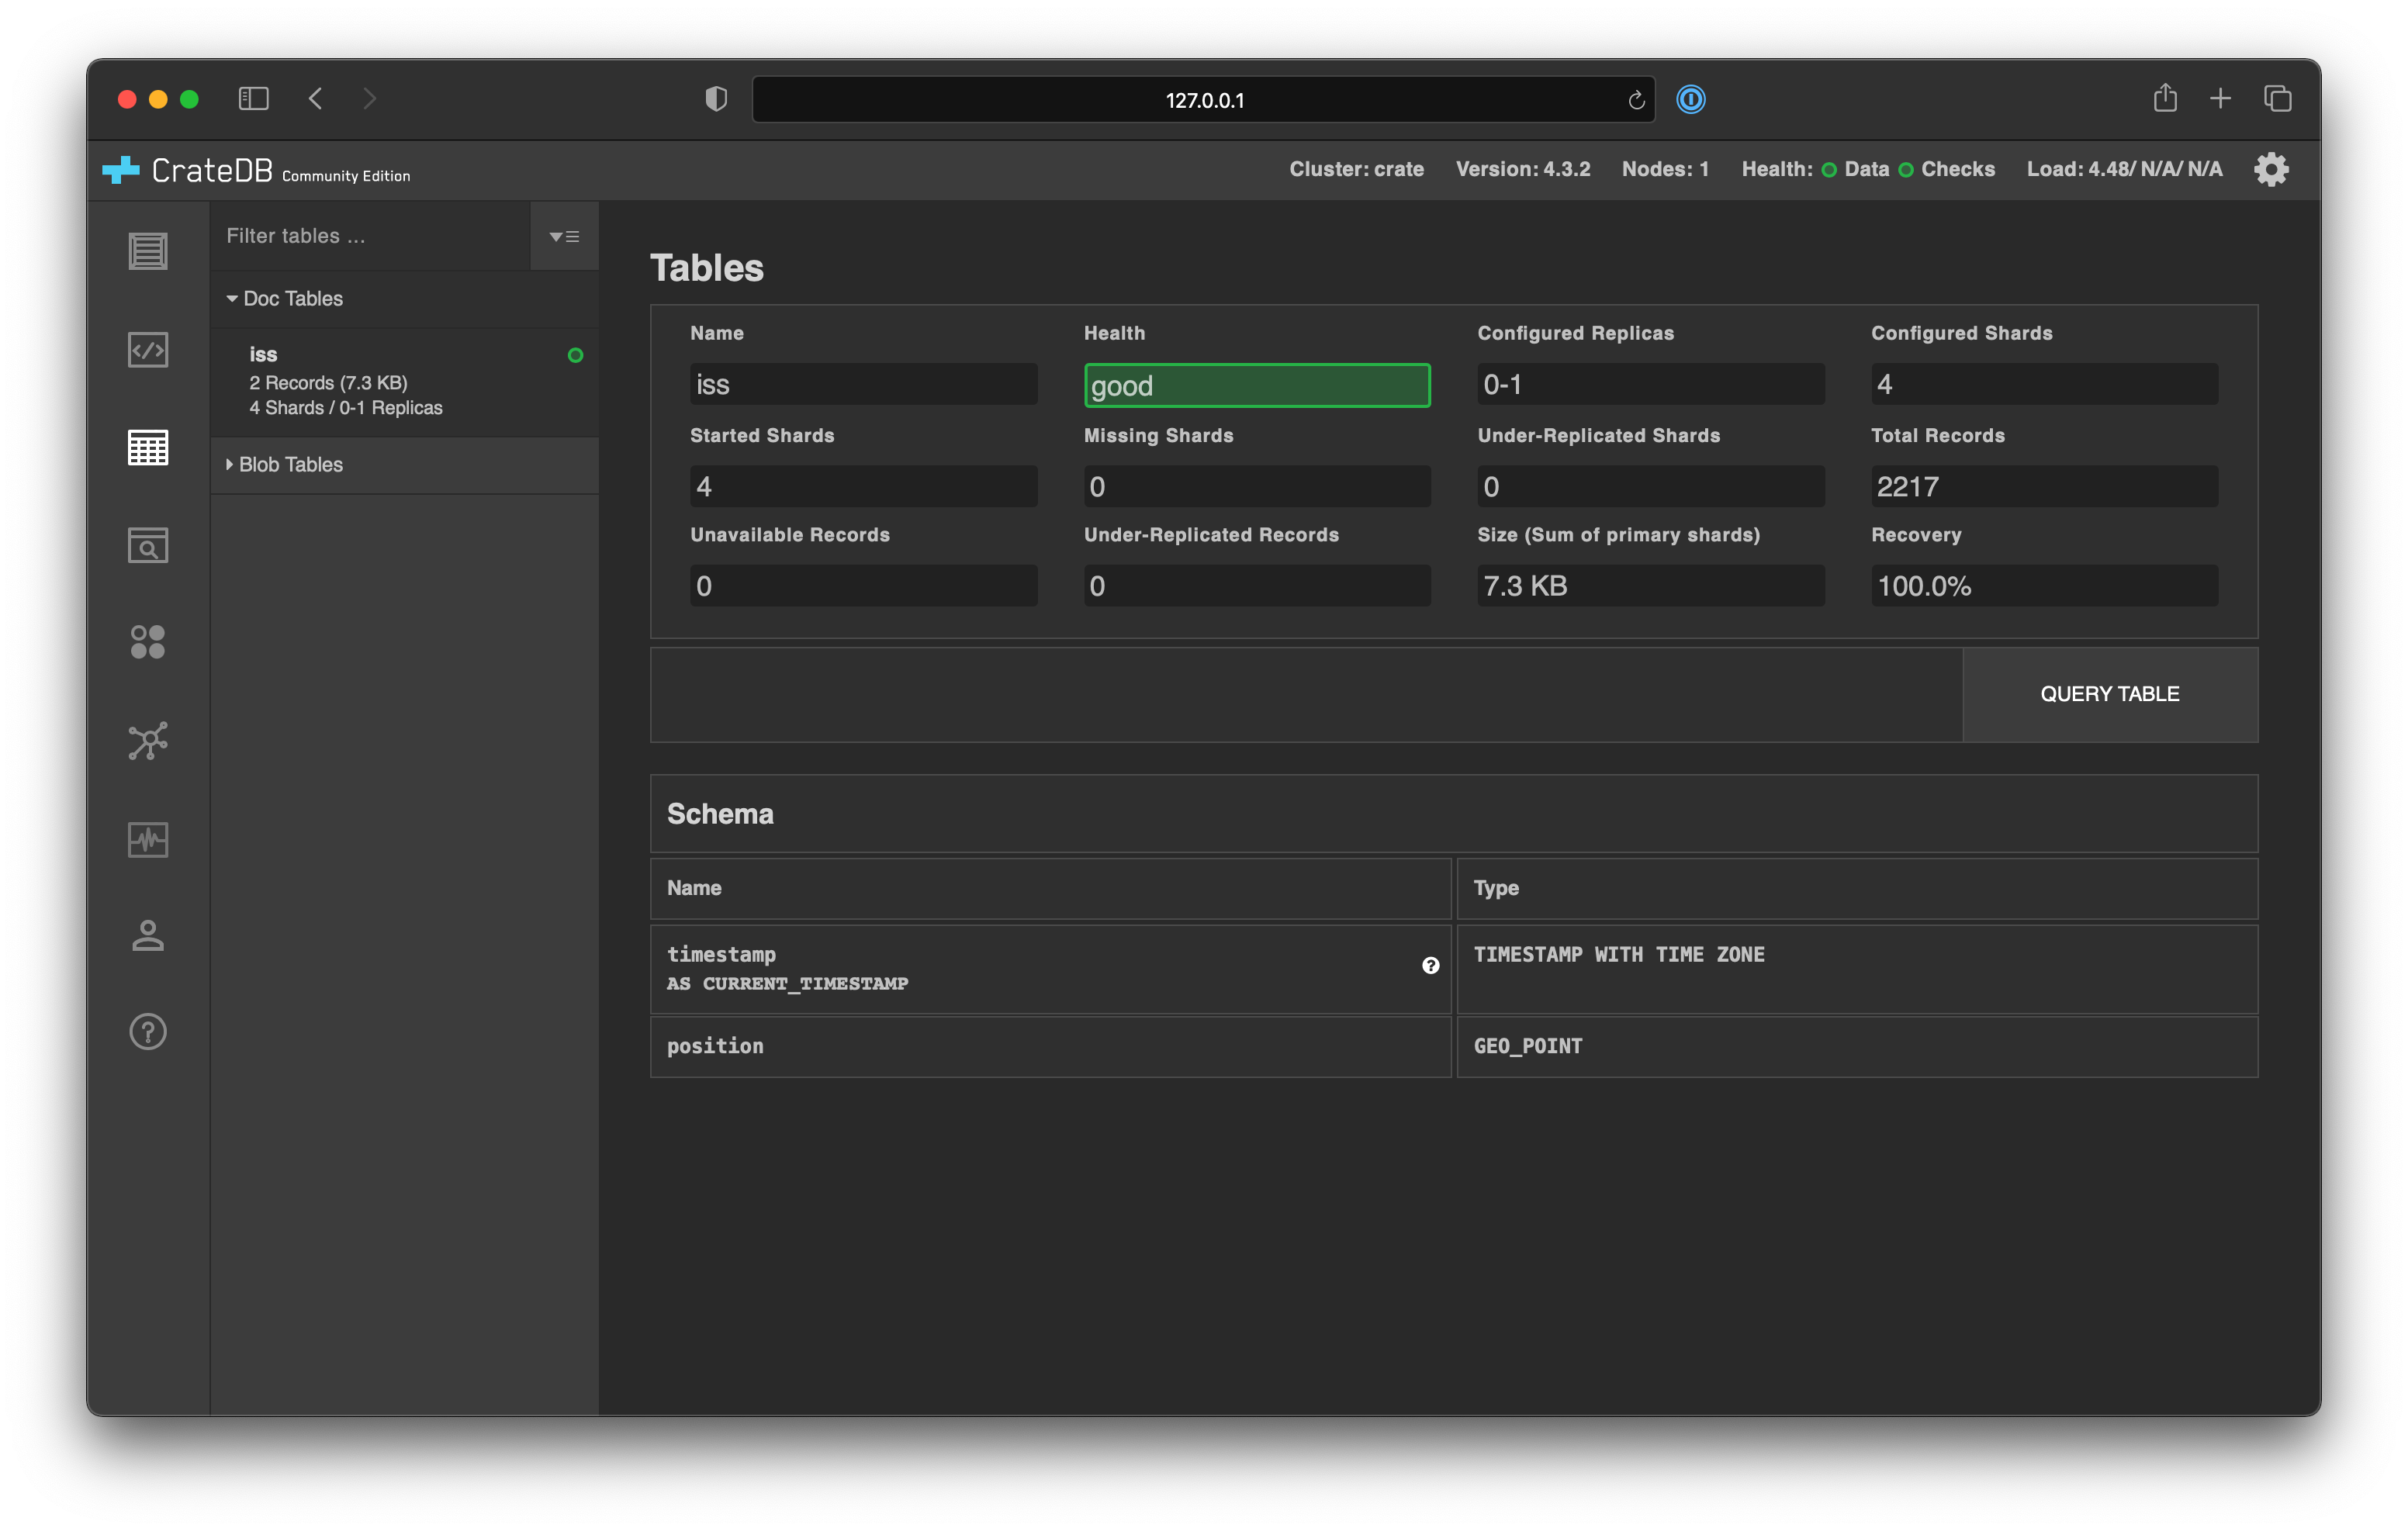 127.0.0.1
CrateDB Community Edition
Cluster: crate Version: 4.3.2 Nodes: 1 Health: Data Checks Load: 4.48/ N/A/ N/A
Filter tables ...
Doc Tables
iss
2 Records (7.3 KB)
4 Shards / 0-1 Replicas
Blob Tables
Tables
Name Health Configured Replicas Configured Shards
iss good 0-1 4
Started Shards Missing Shards Under-Replicated Shards Total Records
4 0 0 2217
Unavailable Records Under-Replicated Records Size (Sum of primary shards) Recovery
0 0 7.3 KB 100.0%
QUERY TABLE
Schema
Name Type
timestamp TIMESTAMP WITH TIME ZONE
AS CURRENT_TIMESTAMP
position GEO_POINT